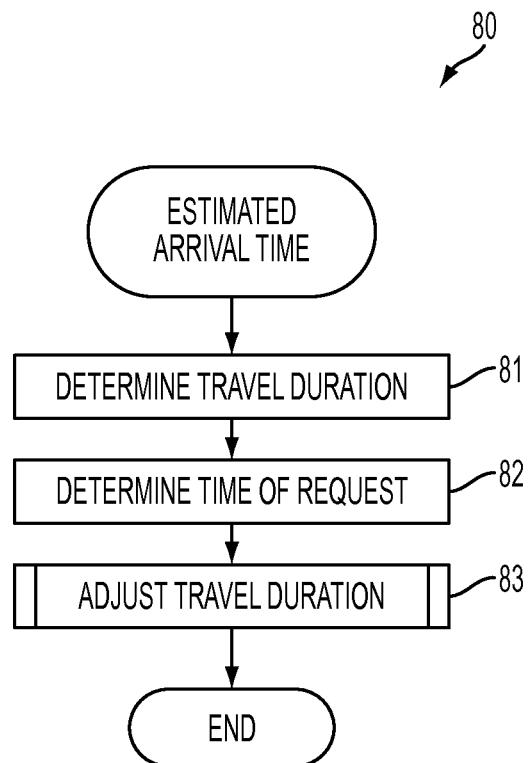 80
ESTIMATED
ARRIVAL TIME
DETERMINE TRAVEL DURATION
81
DETERMINE TIME OF REQUEST
82
ADJUST TRAVEL DURATION
83
END